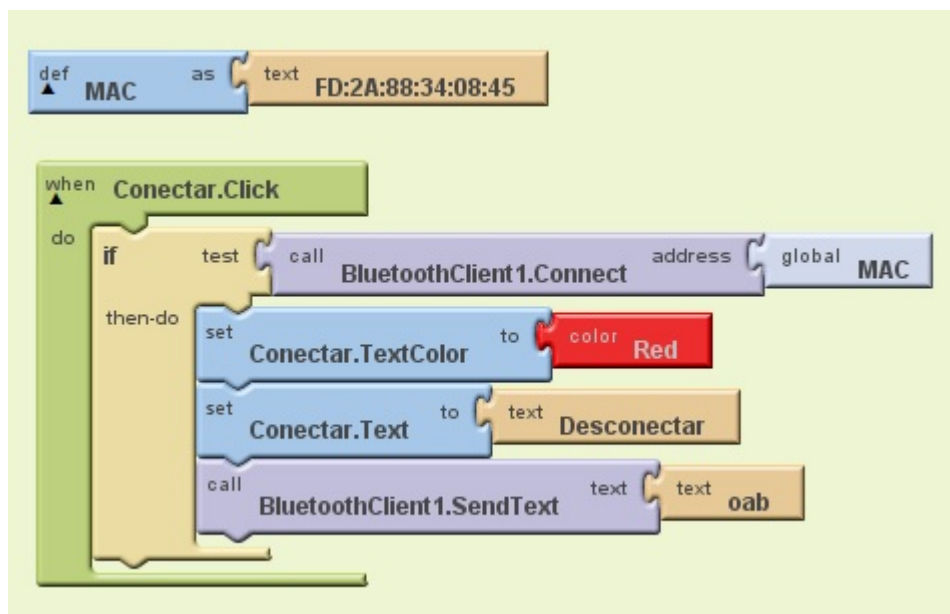 def MAC as text FD:2A:88:34:08:45
when Conectar.Click
do if test call BluetoothClient1.Connect address global MAC
then-do set Conectar.TextColor to color Red
set Conectar.Text to text Desconectar
call BluetoothClient1.SendText text text oab